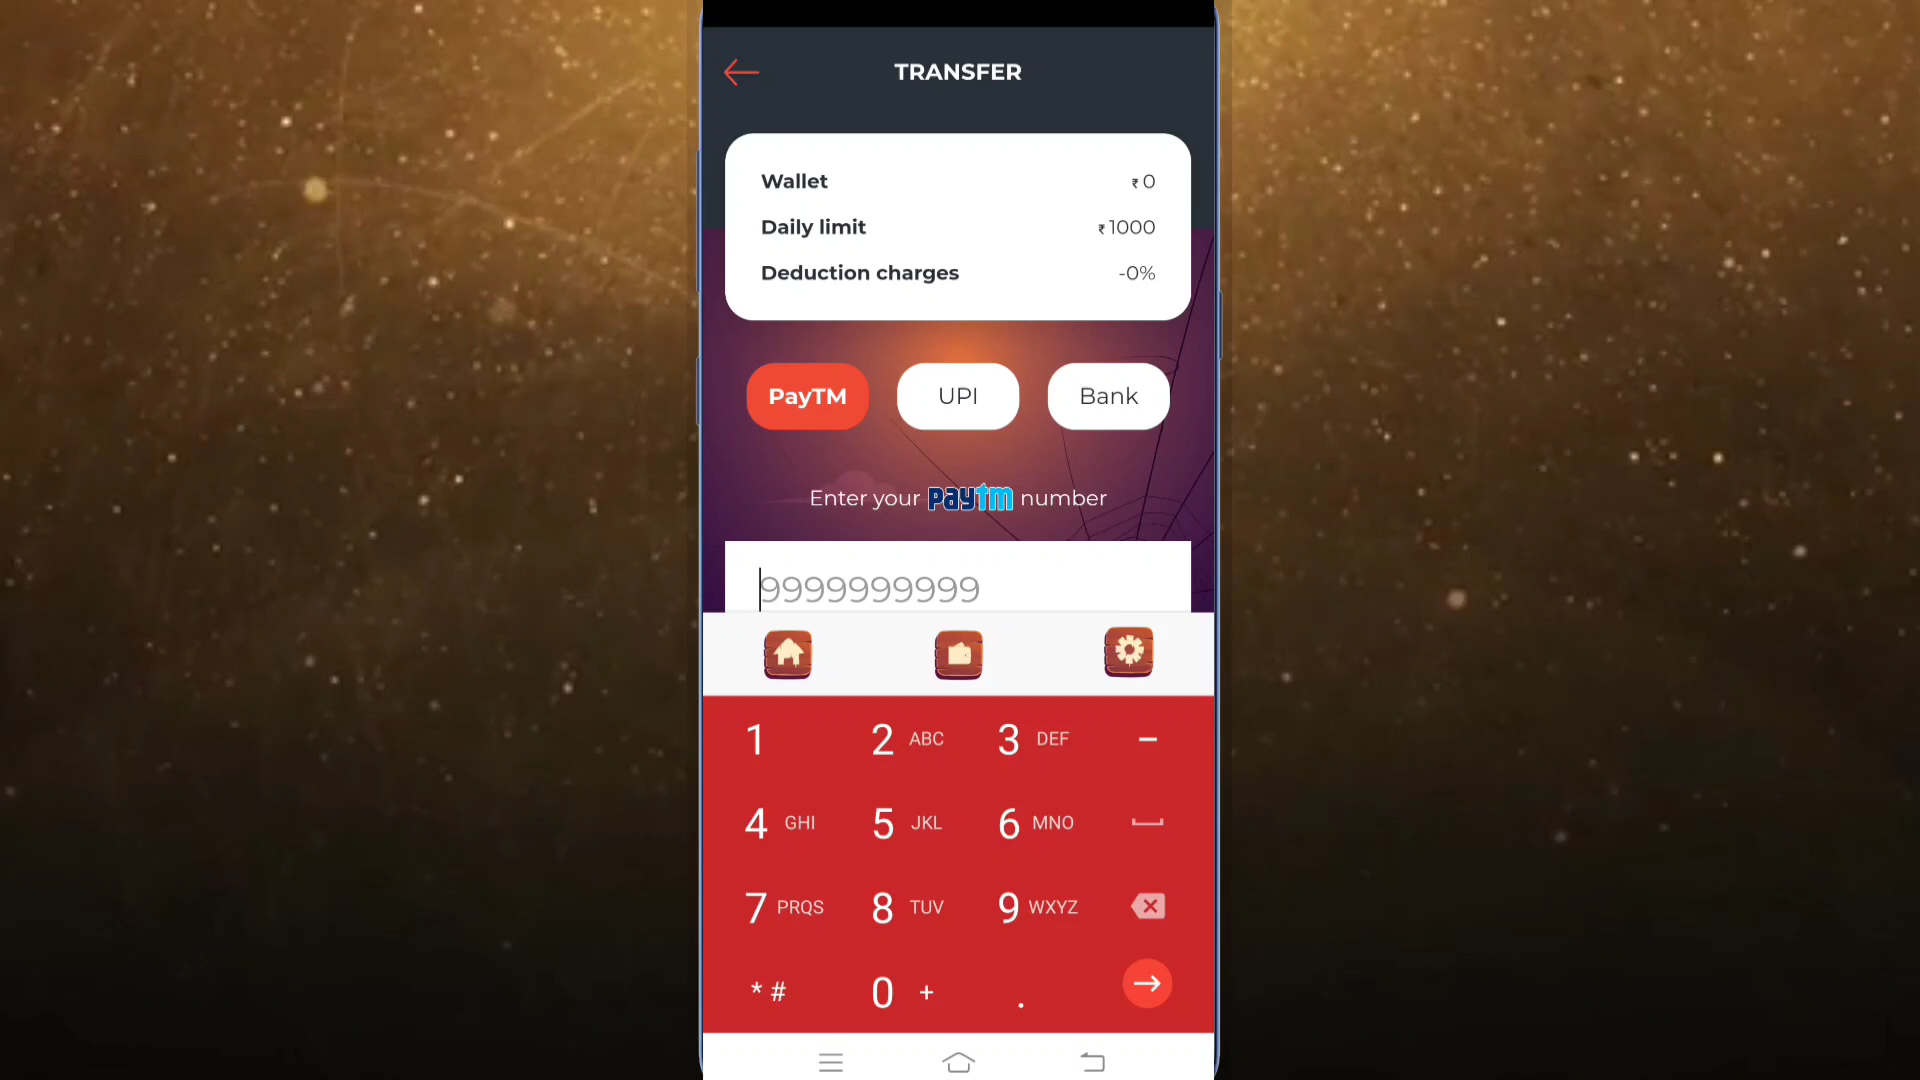 TRANSFER
Wallet ₹0
Daily limit ₹1000
Deduction charges -0%
PayTM UPI Bank
Enter your paytm number
9999999999
1 2 ABC 3 DEF -
4 GHI 5 JKL 6 MNO
7 PRQS 8 TUV 9 WXYZ
* # 0 + .